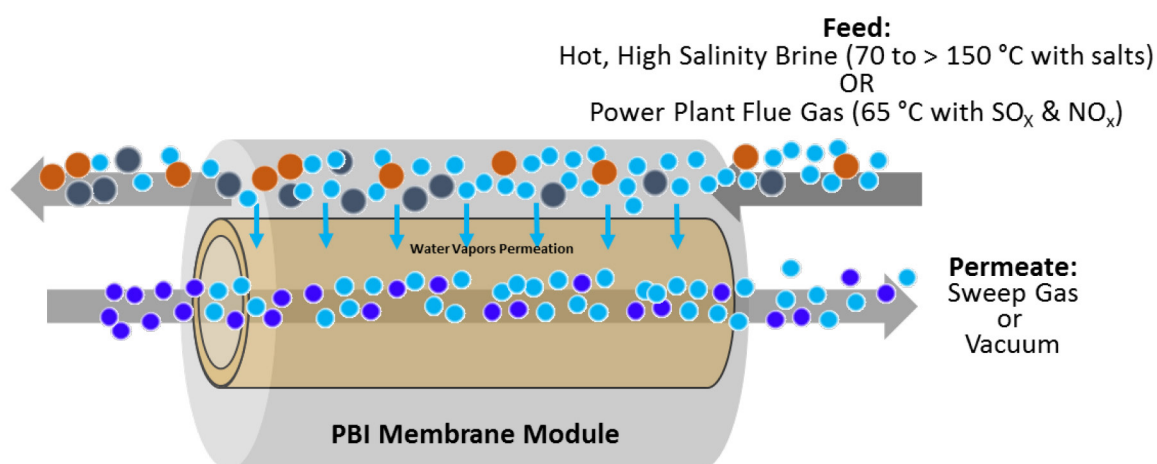 Feed:
Hot, High Salinity Brine (70 to > 150 °C with salts)
OR
Power Plant Flue Gas (65 °C with SOₓ & NOₓ)
Water Vapors Permeation
Permeate:
Sweep Gas
or
Vacuum
PBI Membrane Module